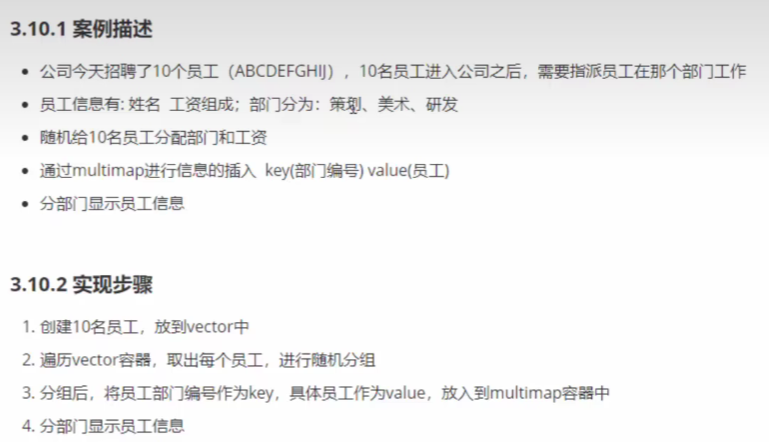 3.10.1 案例描述
• 公司今天招聘了10个员工（ABCDEFGHIJ），10名员工进入公司之后，需要指派员工在那个部门工作
• 员工信息有: 姓名 工资组成；部门分为：策划、美术、研发
• 随机给10名员工分配部门和工资
• 通过multimap进行信息的插入 key(部门编号) value(员工)
• 分部门显示员工信息
3.10.2 实现步骤
1. 创建10名员工，放到vector中
2. 遍历vector容器，取出每个员工，进行随机分组
3. 分组后，将员工部门编号作为key，具体员工作为value，放入到multimap容器中
4. 分部门显示员工信息